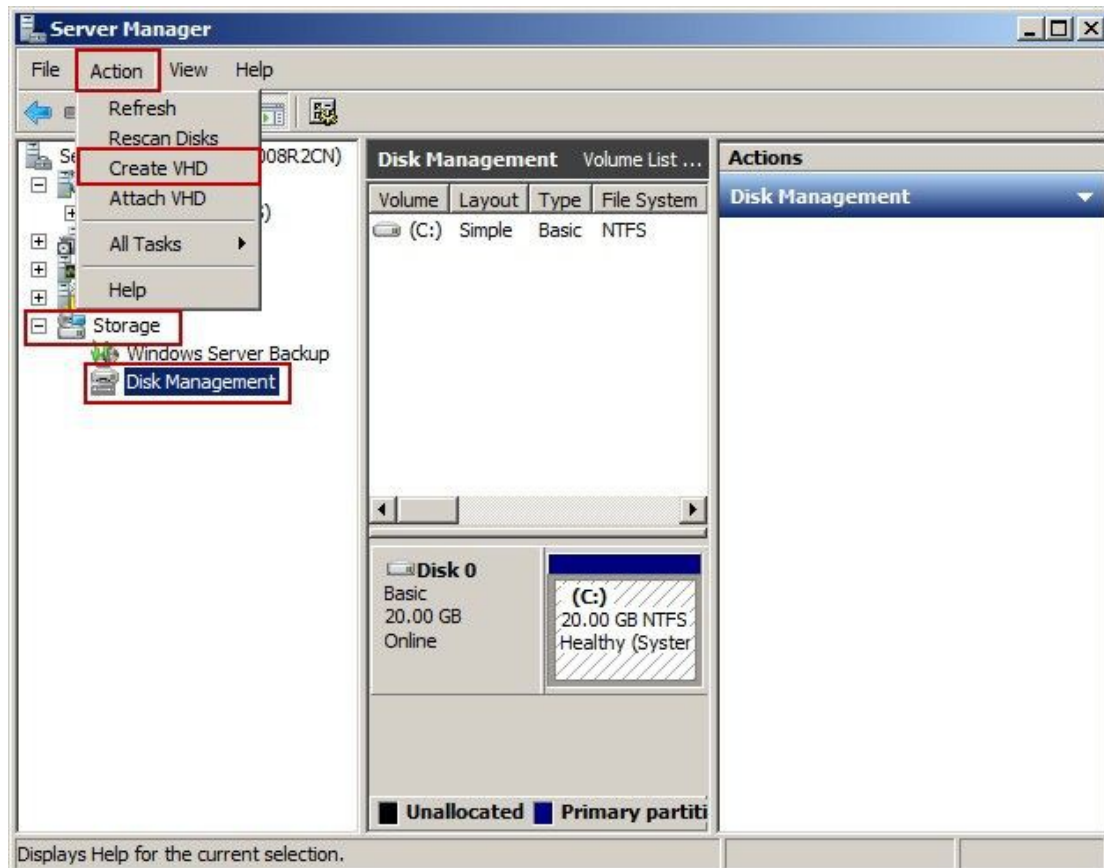 Server Manager
File Action View Help
Refresh
Rescan Disks
Create VHD
Attach VHD
All Tasks
Help
Se 008R2CN)
Storage
Windows Server Backup
Disk Management
Disk Management Volume List ...
Volume Layout Type File System
(C:) Simple Basic NTFS
Disk 0
Basic
20.00 GB
Online
(C:)
20.00 GB NTFS
Healthy (System
Unallocated Primary partiti
Actions
Disk Management
Displays Help for the current selection.